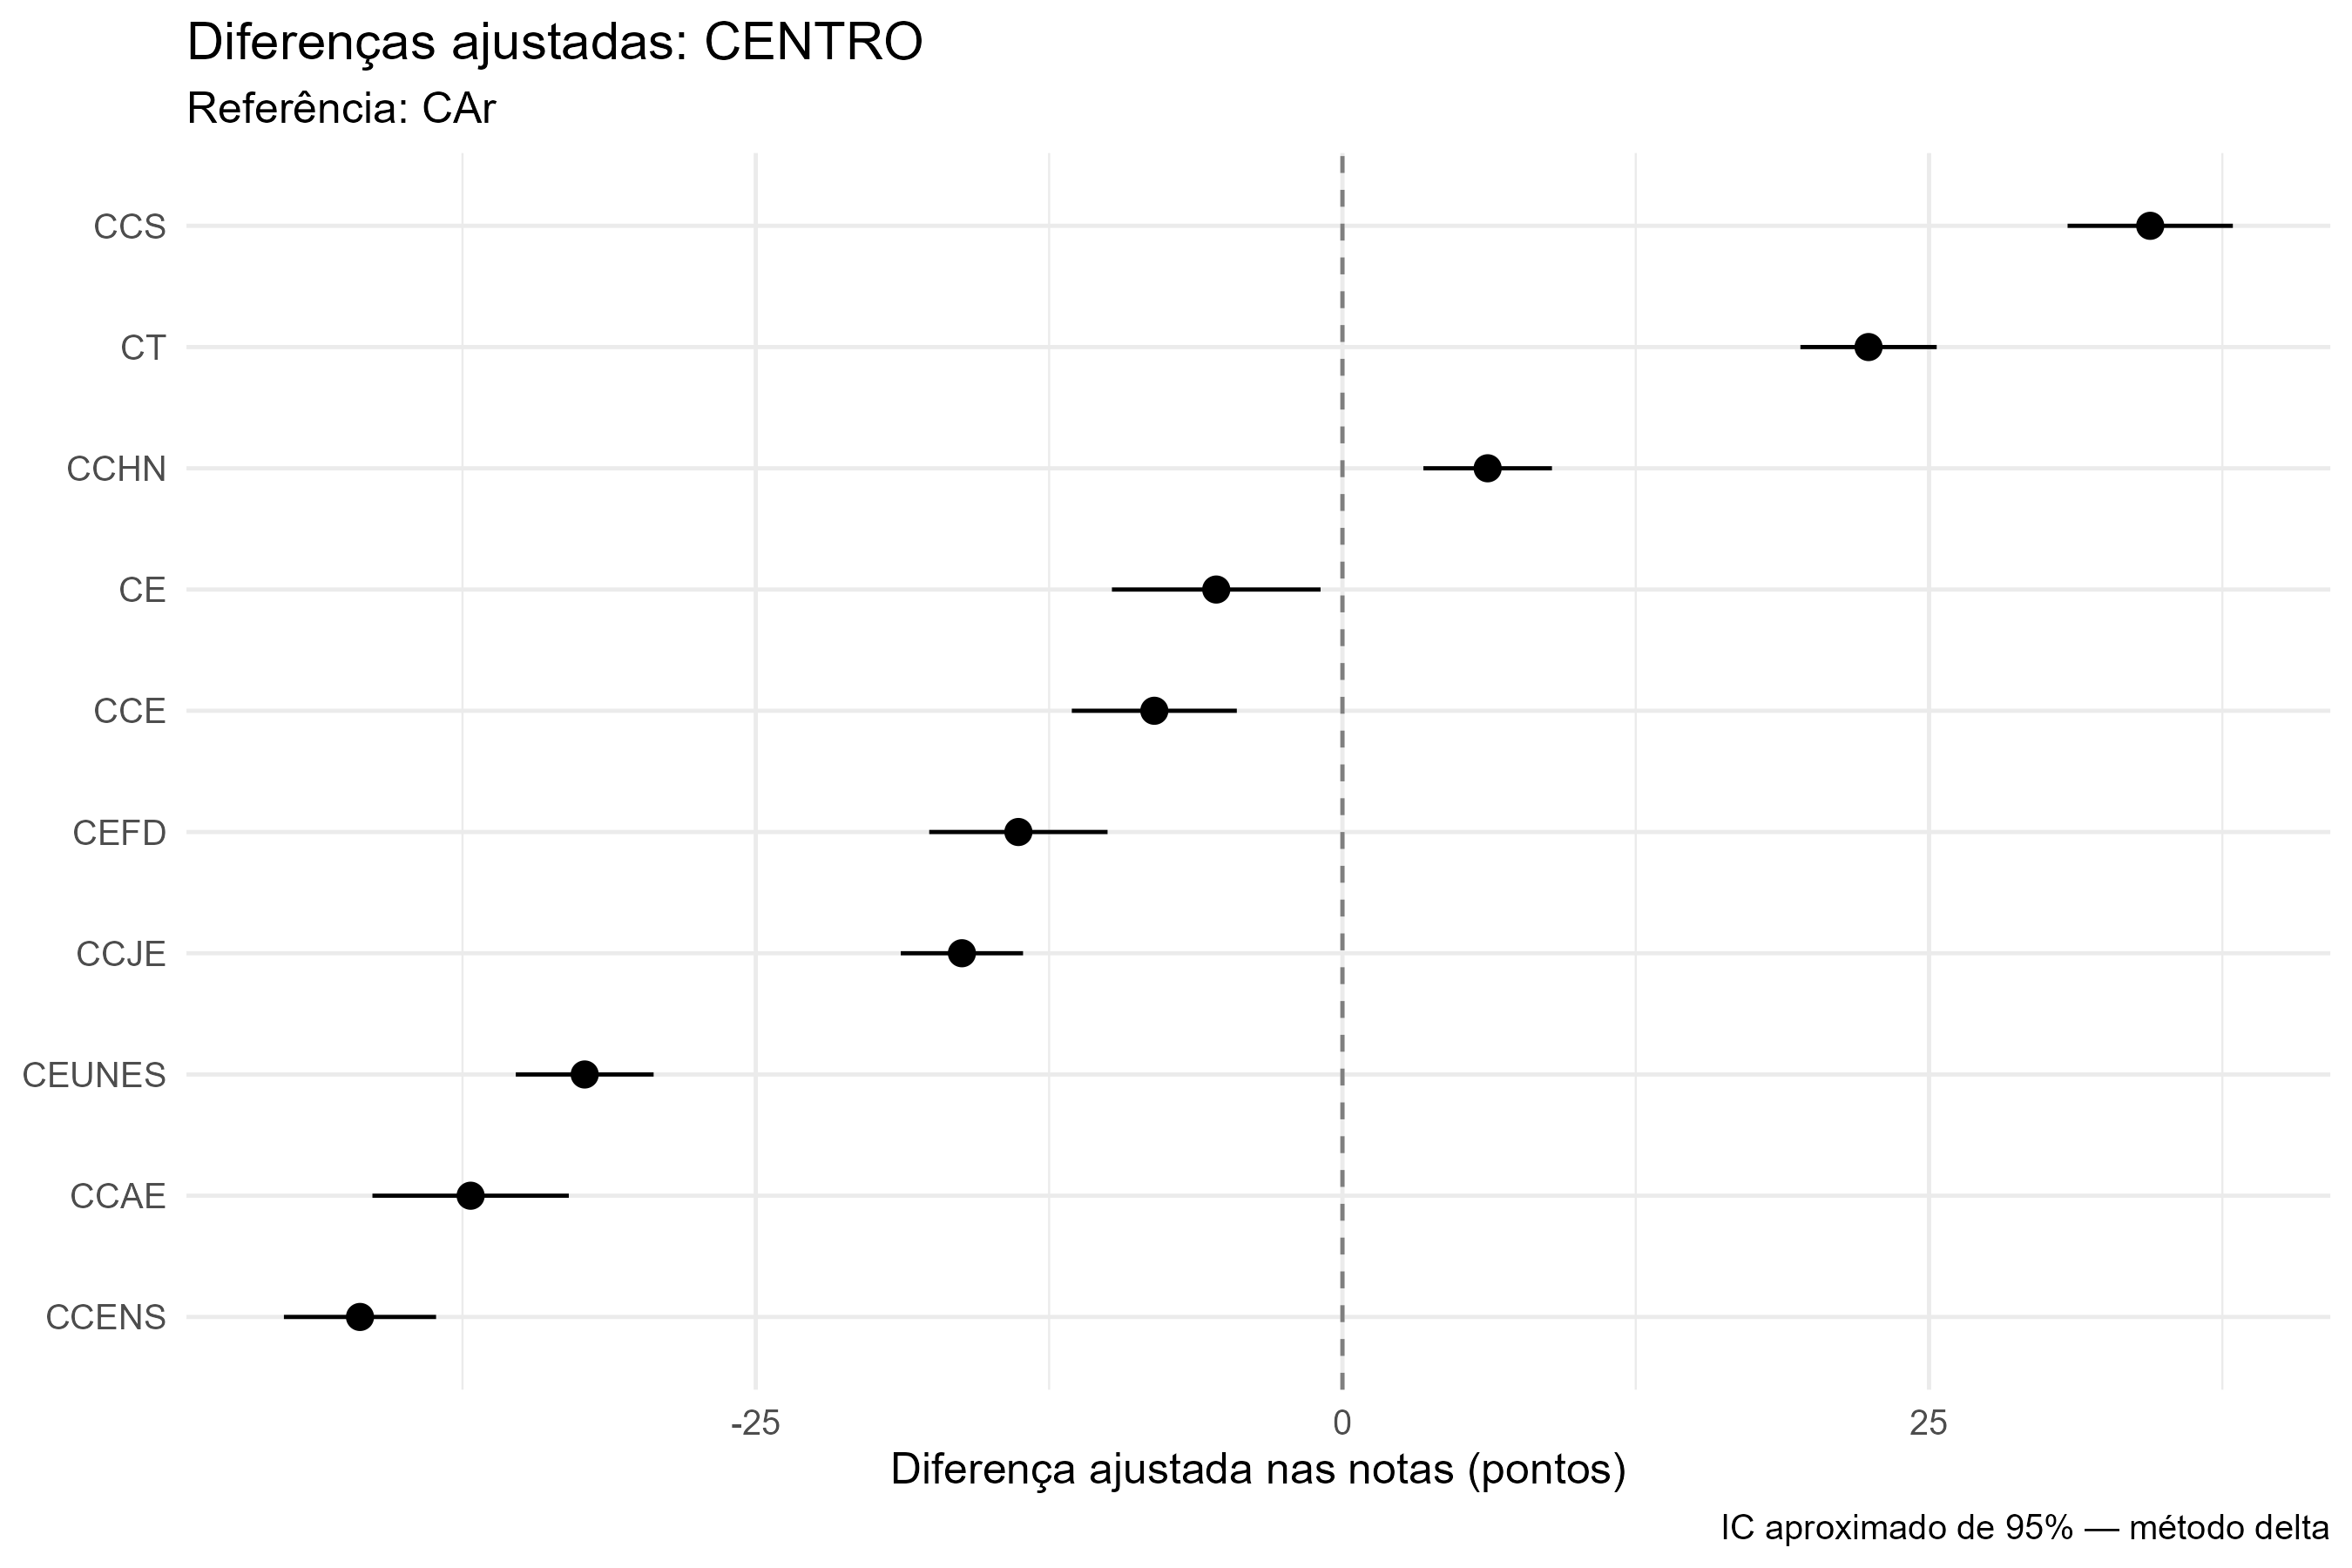 Diferenças ajustadas: CENTRO
Referência: CAr
CCS
CT
CCHN
CE
CCE
CEFD
CCJE
CEUNES
CCAE
CCENS
-25 0 25
Diferença ajustada nas notas (pontos)
IC aproximado de 95% — método delta